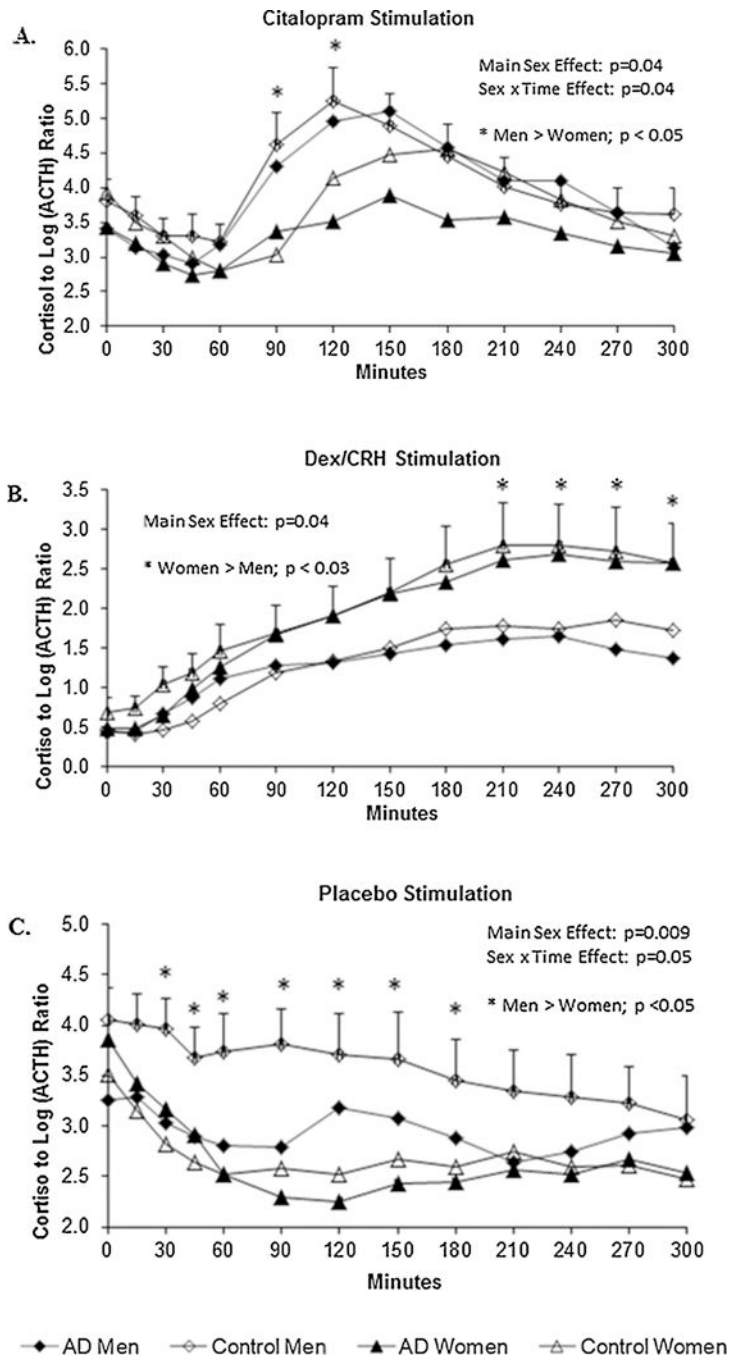 Citalopram Stimulation
A.
Cortisol to Log (ACTH) Ratio
6.0
5.5
5.0
4.5
4.0
3.5
3.0
2.5
2.0
*
*
Main Sex Effect: p=0.04
Sex x Time Effect: p=0.04
* Men > Women; p < 0.05
0 30 60 90 120 150 180 210 240 270 300
Minutes
Dex/CRH Stimulation
B.
Cortiso to Log (ACTH) Ratio
3.5
3.0
2.5
2.0
1.5
1.0
0.5
0.0
Main Sex Effect: p=0.04
* Women > Men; p < 0.03
* * * *
0 30 60 90 120 150 180 210 240 270 300
Minutes
Placebo Stimulation
C.
Cortiso to Log (ACTH) Ratio
5.0
4.5
4.0
3.5
3.0
2.5
2.0
Main Sex Effect: p=0.009
Sex x Time Effect: p=0.05
* Men > Women; p <0.05
* * * * * * *
0 30 60 90 120 150 180 210 240 270 300
Minutes
AD Men Control Men AD Women Control Women